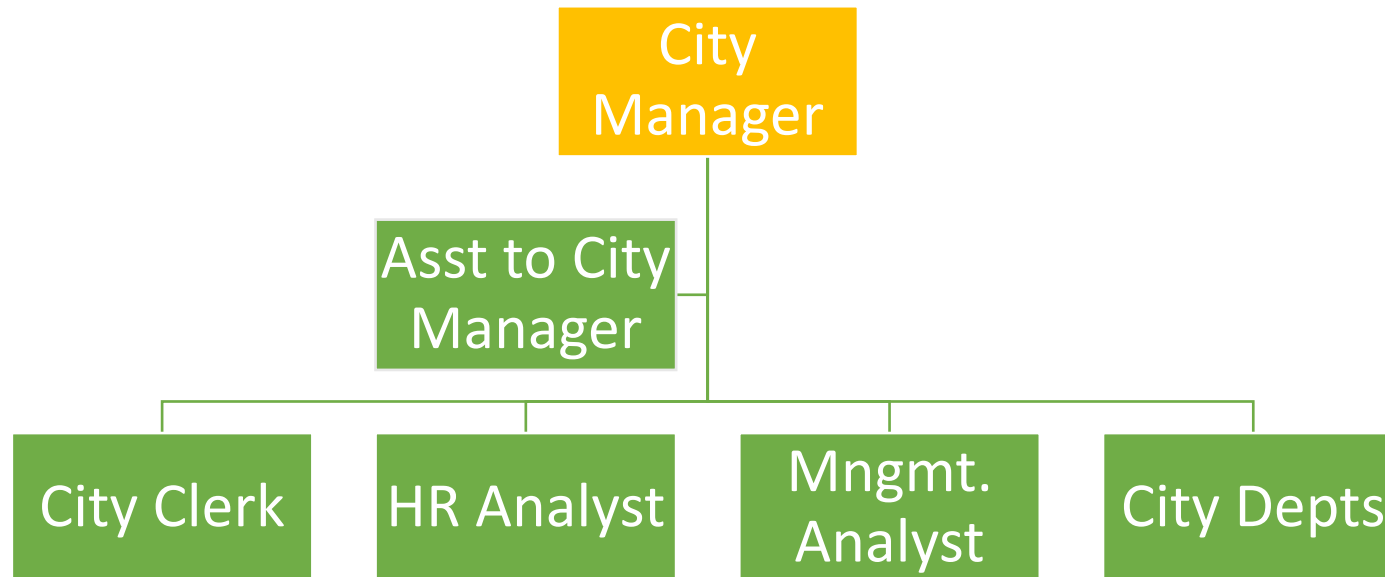 City
Manager
Asst to City
Manager
City Clerk
HR Analyst
Mngmt.
Analyst
City Depts